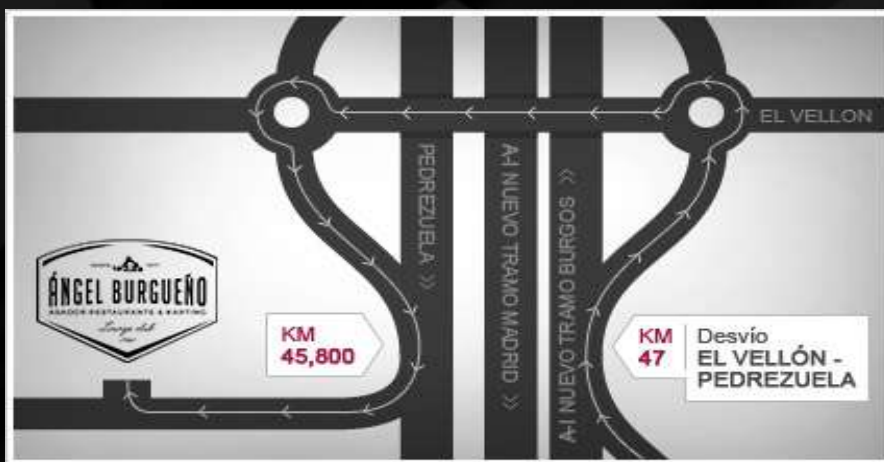 EL VELLON
PEDREZUELA >>
A-I NUEVO TRAMO MADRID >>
A-I NUEVO TRAMO BURGOS >>
ÁNGEL BURGUEÑO
ASADOR RESTAURANTE & KARTING
Lounge club
KM
45,800
KM
47
Desvío
EL VELLÓN -
PEDREZUELA